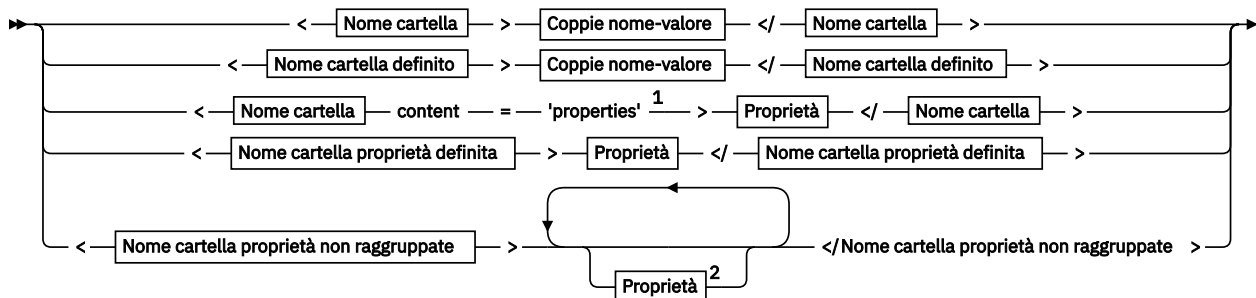 < Nome cartella > Coppie nome-valore </ Nome cartella >
< Nome cartella definito > Coppie nome-valore </ Nome cartella definito >
< Nome cartella content = 'properties' 1 > Proprietà </ Nome cartella >
< Nome cartella proprietà definita > Proprietà </ Nome cartella proprietà definita >
< Nome cartella proprietà non raggruppate > </Nome cartella proprietà non raggruppate >
Proprietà 2